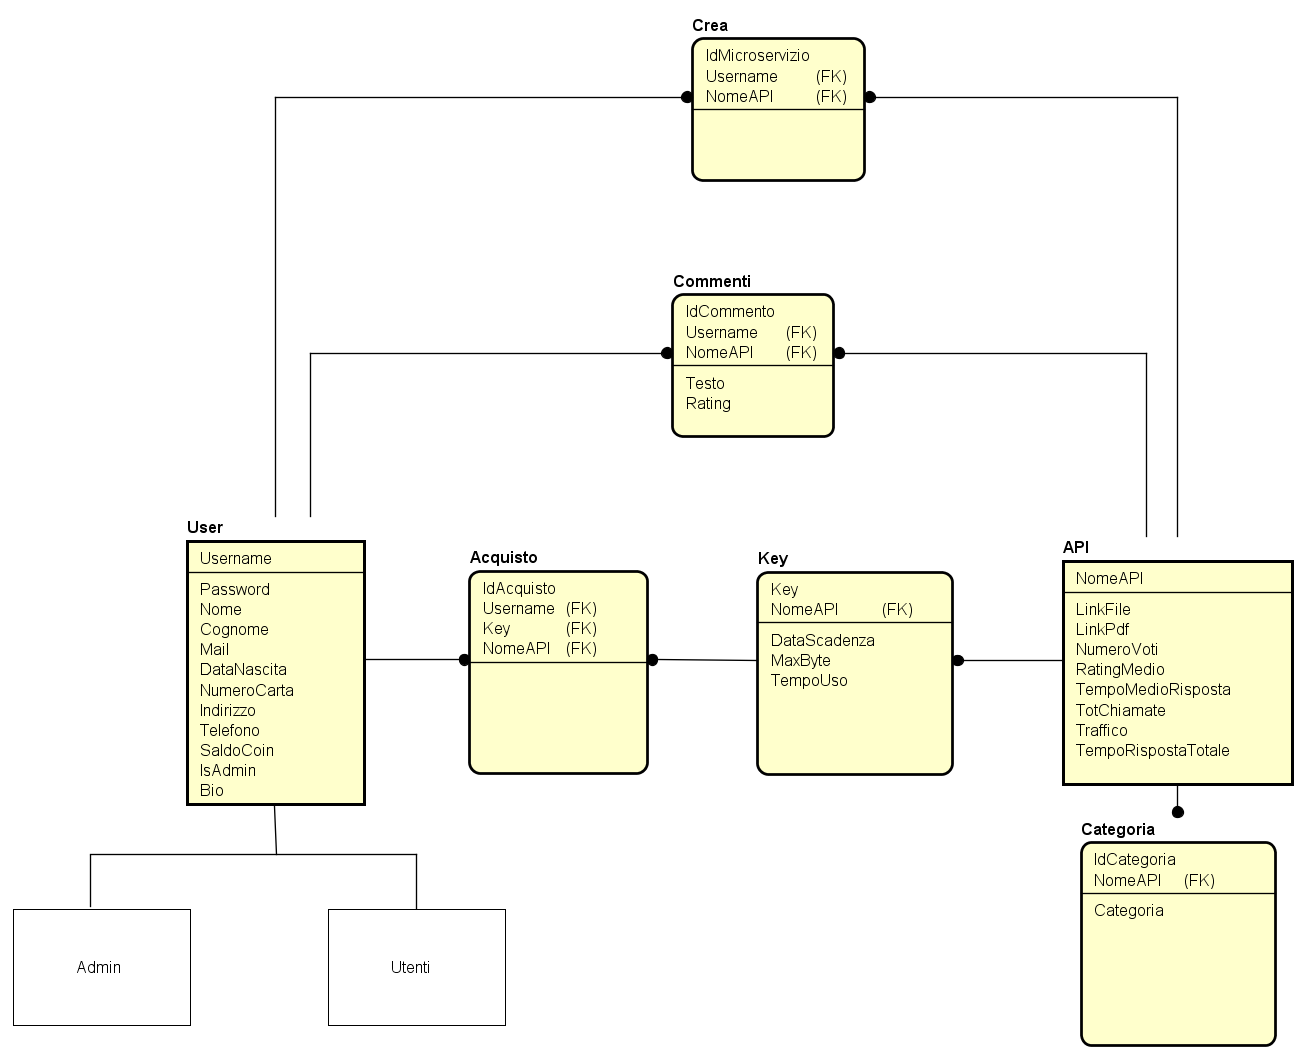 Crea
IdMicroservizio
Username (FK)
NomeAPI (FK)
Commenti
IdCommento
Username (FK)
NomeAPI (FK)
Testo
Rating
User
Username
Password
Nome
Cognome
Mail
DataNascita
NumeroCarta
Indirizzo
Telefono
SaldoCoin
IsAdmin
Bio
Acquisto
IdAcquisto
Username (FK)
Key (FK)
NomeAPI (FK)
Key
Key
NomeAPI (FK)
DataScadenza
MaxByte
TempoUso
API
NomeAPI
LinkFile
LinkPdf
NumeroVoti
RatingMedio
TempoMedioRisposta
TotChiamate
Traffico
TempoRispostaTotale
Categoria
IdCategoria
NomeAPI (FK)
Categoria
Admin
Utenti